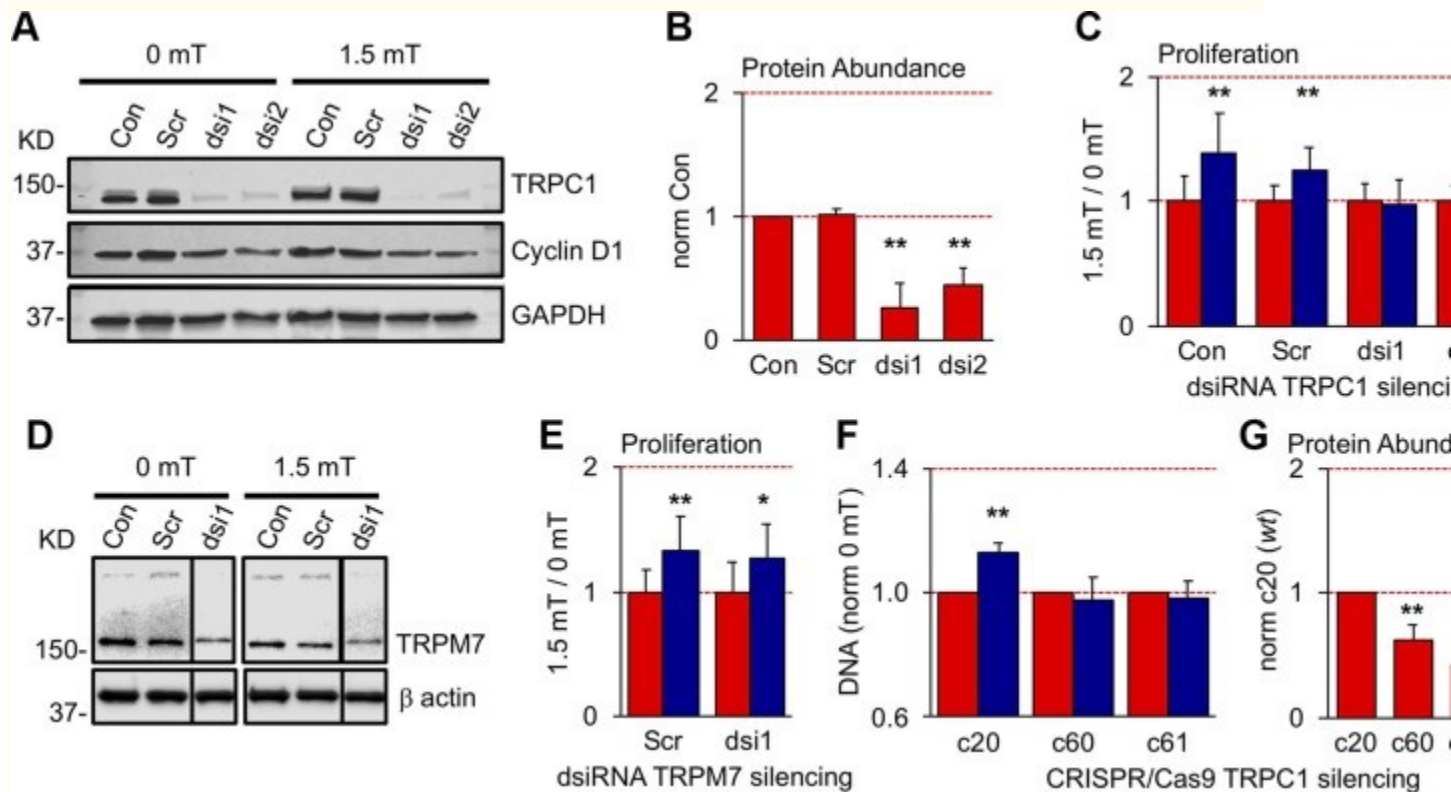 A
0 mT 1.5 mT
Con Scr dsi1 dsi2 Con Scr dsi1 dsi2
KD
150- TRPC1
37- Cyclin D1
37- GAPDH
B
Protein Abundance
norm Con
2
** **
1
0
Con Scr dsi1 dsi2
C
Proliferation
1.5 mT / 0 mT
2
** **
1
0
Con Scr dsi1
dsiRNA TRPC1 silenci
D
0 mT 1.5 mT
Con Scr dsi1 Con Scr dsi1
KD
150- TRPM7
37- β actin
E
Proliferation
1.5 mT / 0 mT
2
** *
1
0
Scr dsi1
dsiRNA TRPM7 silencing
F
DNA (norm 0 mT)
1.4
**
1.0
0.6
c20 c60 c61
G
Protein Abund
norm c20 (wt)
2
1
**
0
c20 c60
CRISPR/Cas9 TRPC1 silencing